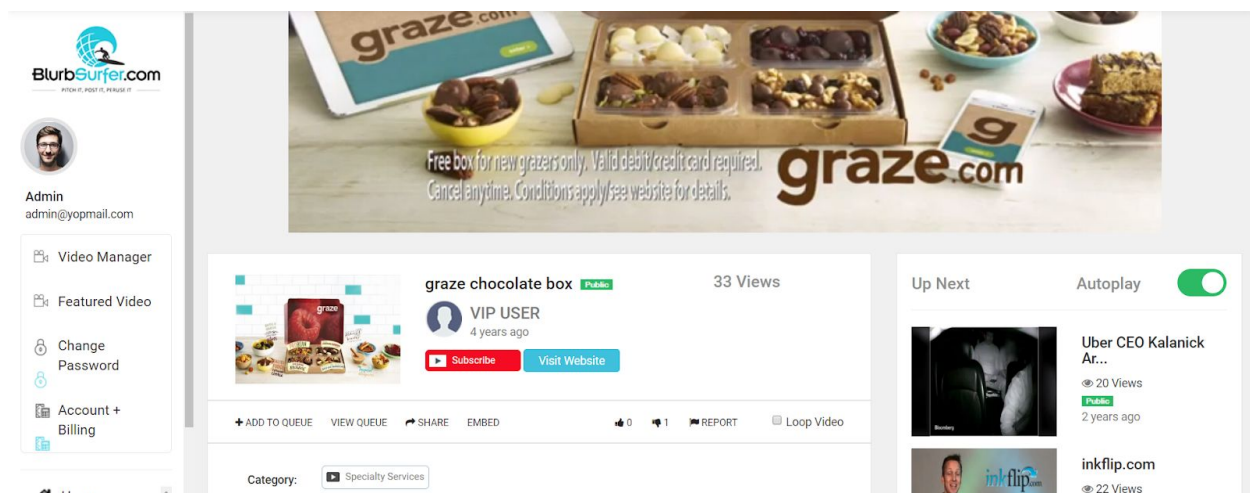 BlurbSurfer.com
PITCH IT, POST IT, PERUSE IT
Admin
admin@yopmail.com
Video Manager
Featured Video
Change
Password
Account +
Billing
graze.com
g
Free box for new grazers only. Valid debit/credit card required.
Cancel anytime. Conditions apply/see website for details.
graze.com
graze
graze chocolate box Public
33 Views
VIP USER
4 years ago
Subscribe
Visit Website
ADD TO QUEUE VIEW QUEUE SHARE EMBED 0 1 REPORT Loop Video
Category: Specialty Services
Up Next Autoplay
Bloomberg
Uber CEO Kalanick
Ar...
20 Views
Public
2 years ago
inkflip.com
inkflip.com
22 Views